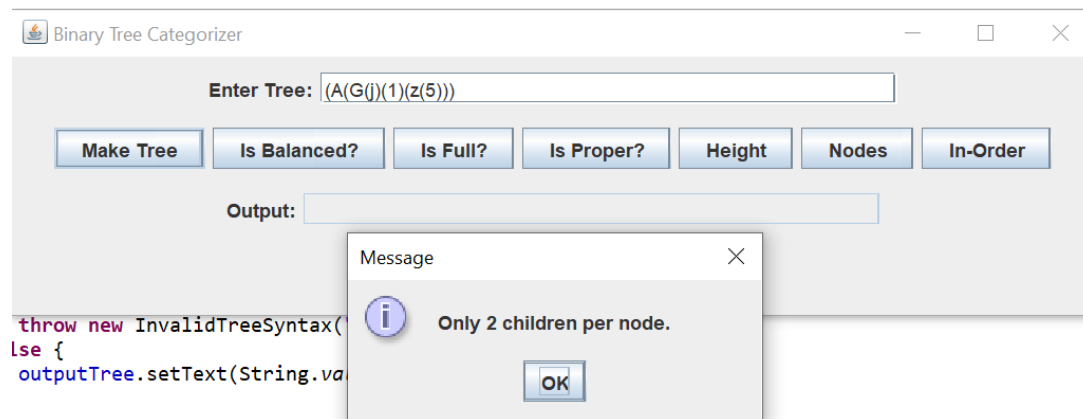 Binary Tree Categorizer
Enter Tree: (A(G(j)(1)(z(5)))
Make Tree Is Balanced? Is Full? Is Proper? Height Nodes In-Order
Output:
Message
Only 2 children per node.
OK
throw new InvalidTreeSyntax(
lse {
outputTree.setText(String.va